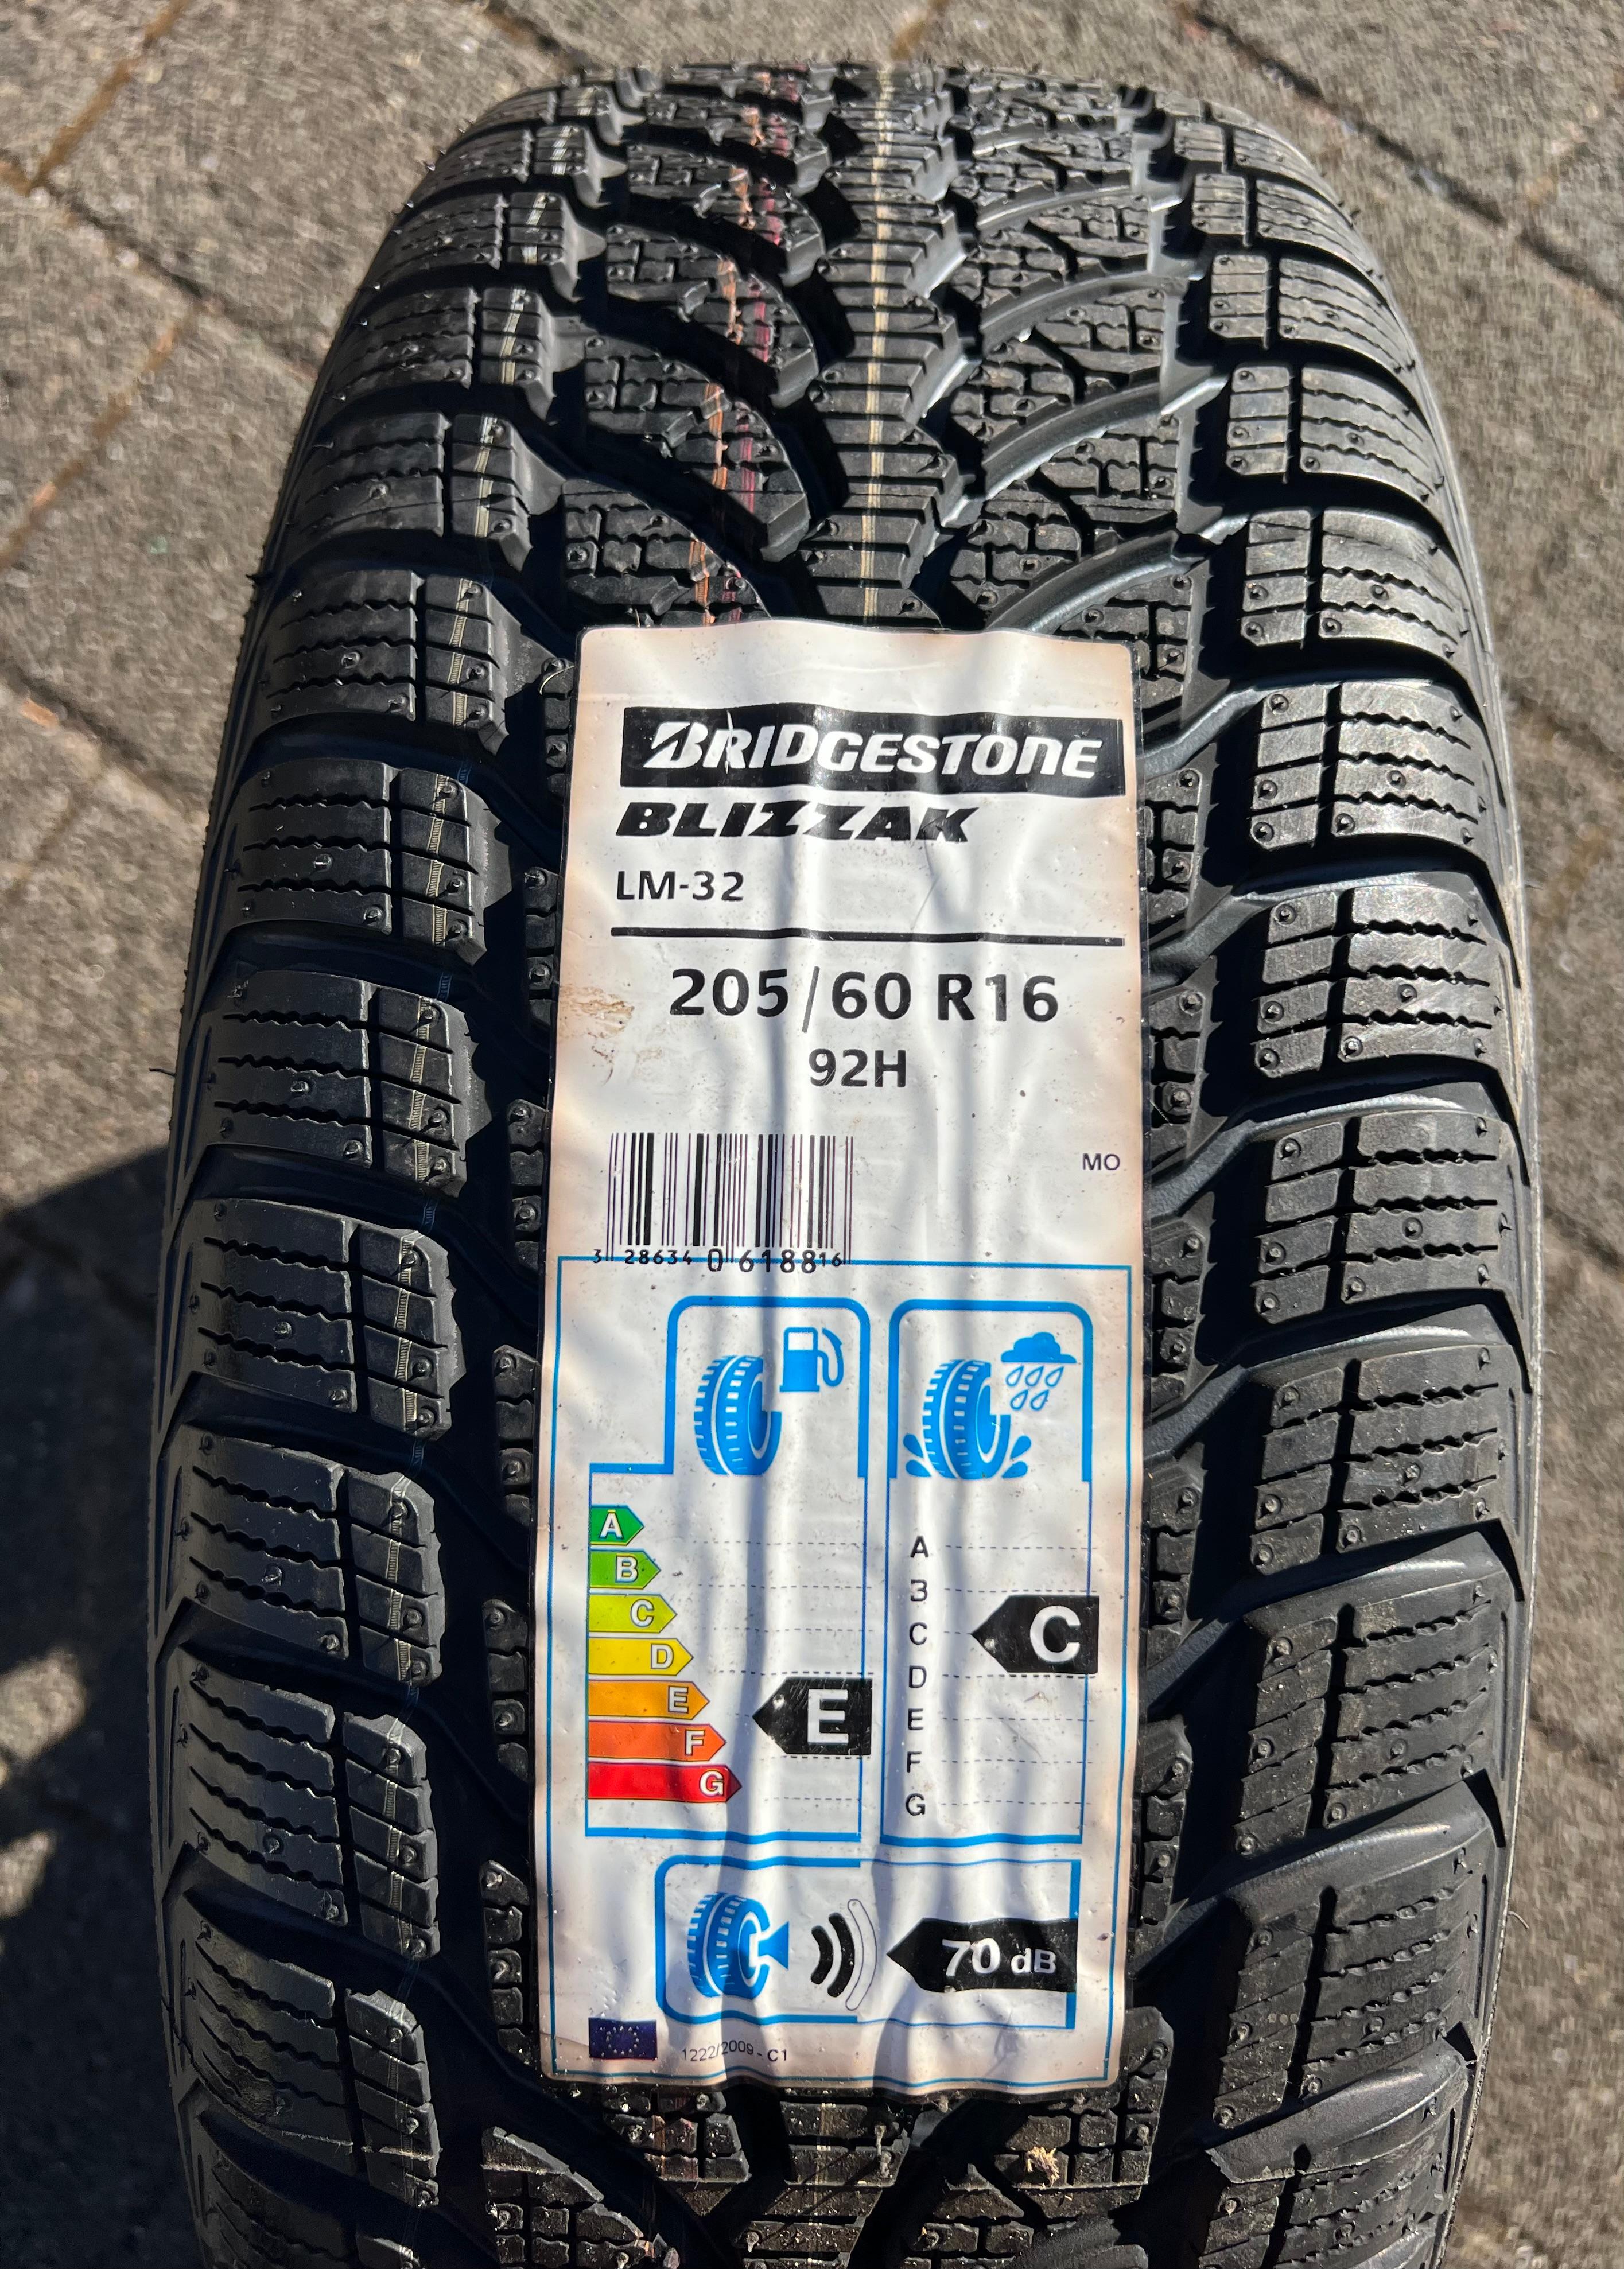 BRIDGESTONE
BLIZZAK
LM-32
205/60 R16
92H
MO
3 286340 618816
A
B
C
D
E
F
G
E
A
B
C
D
E
F
G
C
70 dB
1222/2009 - C1